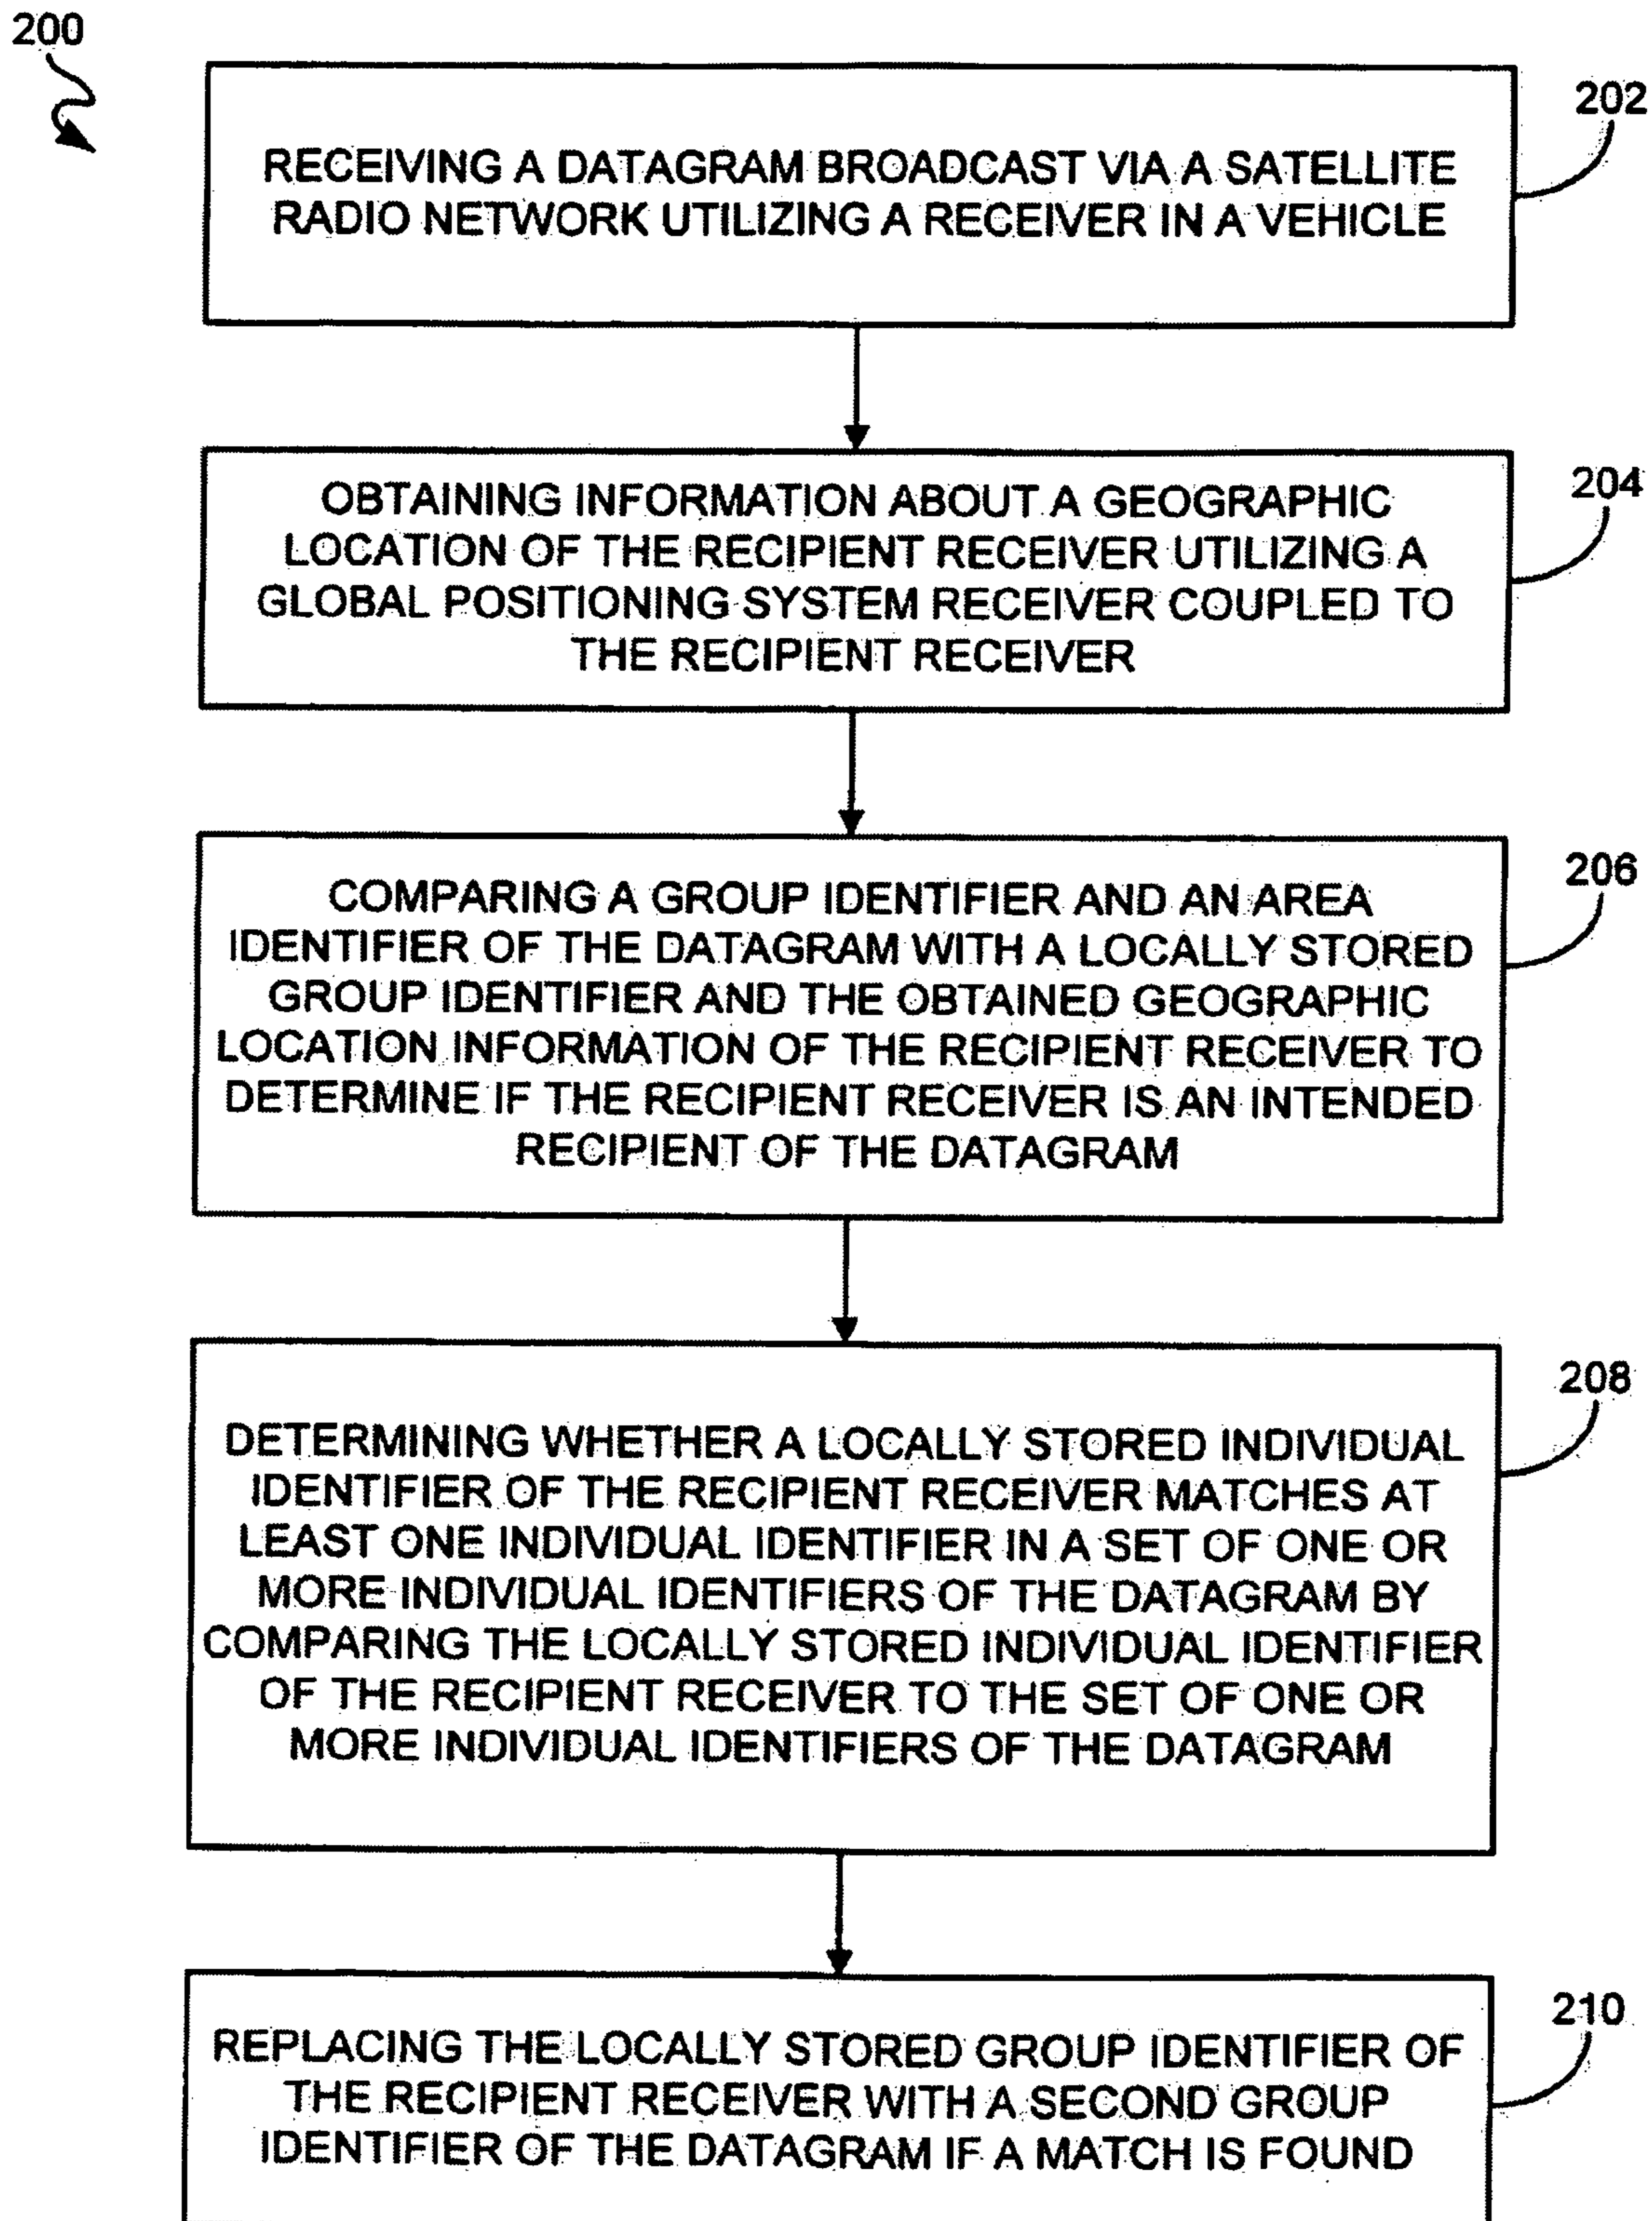 200
202
RECEIVING A DATAGRAM BROADCAST VIA A SATELLITE
RADIO NETWORK UTILIZING A RECEIVER IN A VEHICLE
204
OBTAINING INFORMATION ABOUT A GEOGRAPHIC
LOCATION OF THE RECIPIENT RECEIVER UTILIZING A
GLOBAL POSITIONING SYSTEM RECEIVER COUPLED TO
THE RECIPIENT RECEIVER
206
COMPARING A GROUP IDENTIFIER AND AN AREA
IDENTIFIER OF THE DATAGRAM WITH A LOCALLY STORED
GROUP IDENTIFIER AND THE OBTAINED GEOGRAPHIC
LOCATION INFORMATION OF THE RECIPIENT RECEIVER TO
DETERMINE IF THE RECIPIENT RECEIVER IS AN INTENDED
RECIPIENT OF THE DATAGRAM
208
DETERMINING WHETHER A LOCALLY STORED INDIVIDUAL
IDENTIFIER OF THE RECIPIENT RECEIVER MATCHES AT
LEAST ONE INDIVIDUAL IDENTIFIER IN A SET OF ONE OR
MORE INDIVIDUAL IDENTIFIERS OF THE DATAGRAM BY
COMPARING THE LOCALLY STORED INDIVIDUAL IDENTIFIER
OF THE RECIPIENT RECEIVER TO THE SET OF ONE OR
MORE INDIVIDUAL IDENTIFIERS OF THE DATAGRAM
210
REPLACING THE LOCALLY STORED GROUP IDENTIFIER OF
THE RECIPIENT RECEIVER WITH A SECOND GROUP
IDENTIFIER OF THE DATAGRAM IF A MATCH IS FOUND